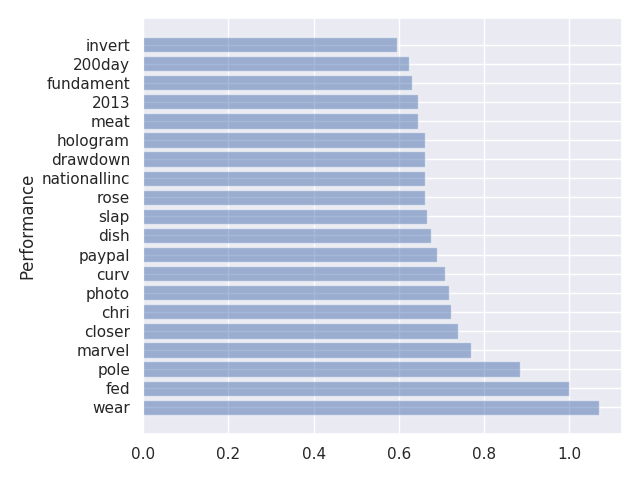 invert
200day
fundament
2013
meat
hologram
drawdown
nationallinc
rose
slap
dish
paypal
curv
photo
chri
closer
marvel
pole
fed
wear
Performance
0.0 0.2 0.4 0.6 0.8 1.0